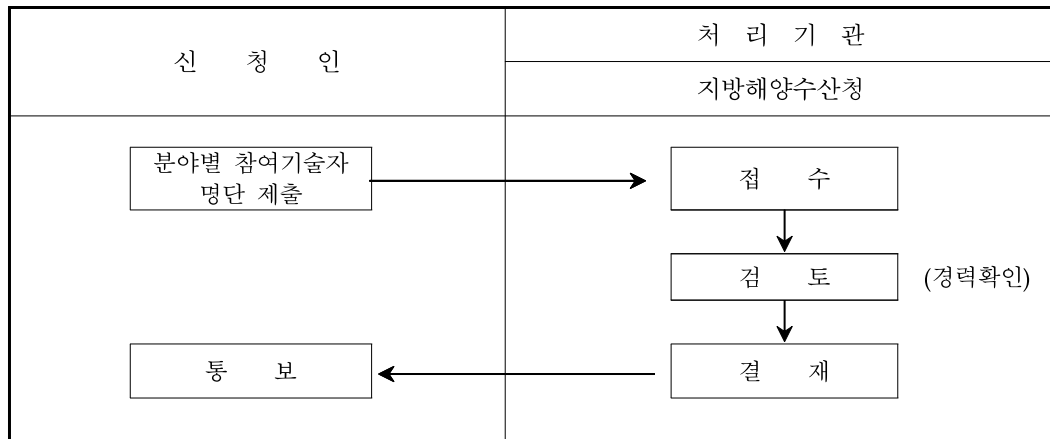 신 청 인
처 리 기 관
지방해양수산청
분야별 참여기술자
명단 제출
접 수
검 토
(경력확인)
통 보
결 재